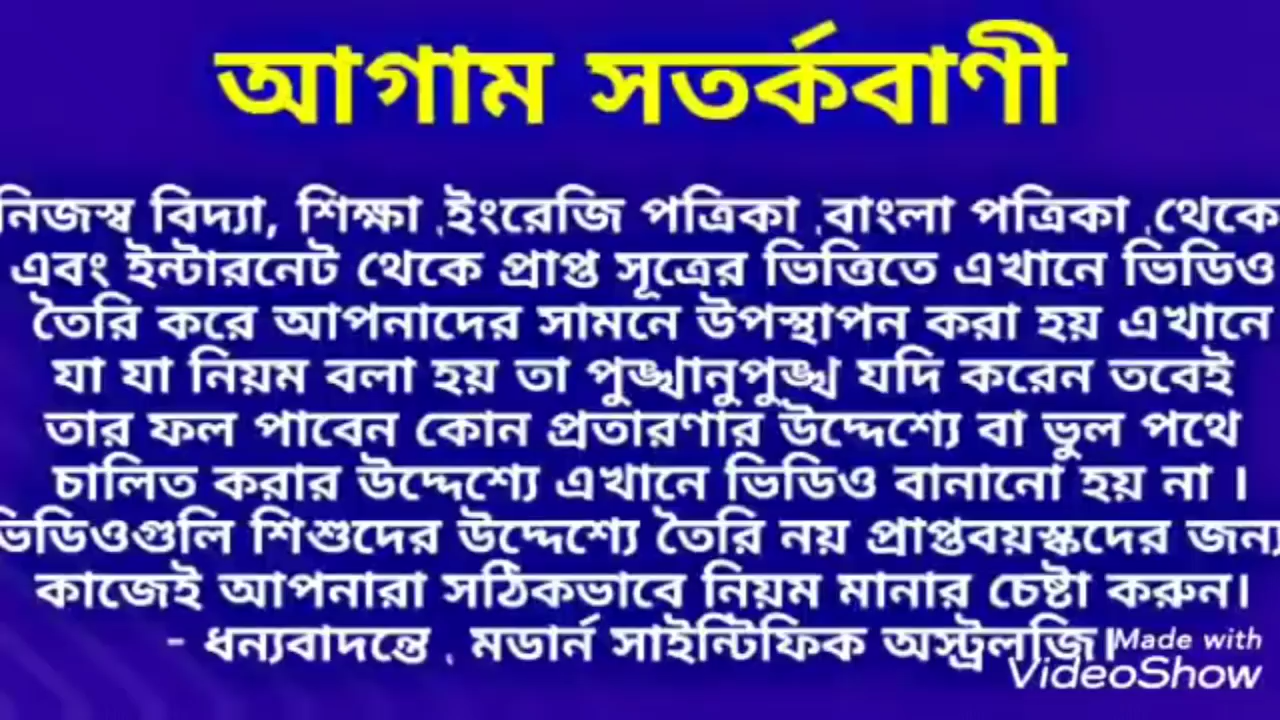 আগাম সতর্কবাণী
নিজস্ব বিদ্যা, শিক্ষা ,ইংরেজি পত্রিকা ,বাংলা পত্রিকা ,থেকে
এবং ইন্টারনেট থেকে প্রাপ্ত সূত্রের ভিত্তিতে এখানে ভিডিও
তৈরি করে আপনাদের সামনে উপস্থাপন করা হয় এখানে
যা যা নিয়ম বলা হয় তা পুঙ্খানুপুঙ্খ যদি করেন তবেই
তার ফল পাবেন কোন প্রতারণার উদ্দেশ্যে বা ভুল পথে
চালিত করার উদ্দেশ্যে এখানে ভিডিও বানানো হয় না ।
ভিডিওগুলি শিশুদের উদ্দেশ্যে তৈরি নয় প্রাপ্তবয়স্কদের জন্য
কাজেই আপনারা সঠিকভাবে নিয়ম মানার চেষ্টা করুন।
- ধন্যবাদন্তে , মডার্ন সাইন্টিফিক অস্ট্রলজি।
Made with
VideoShow